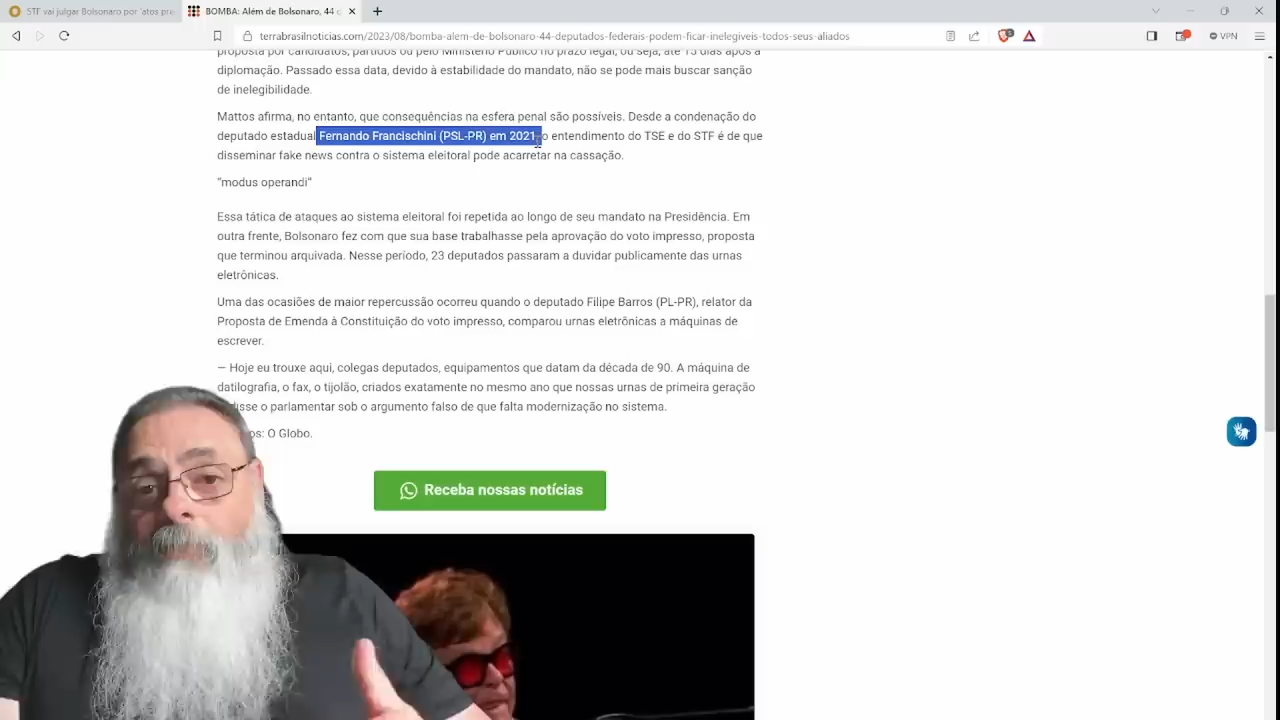 STF vai julgar Bolsonaro por 'atos pre
BOMBA: Além de Bolsonaro, 44 d
terrabrasilnoticias.com/2023/08/bomba-alem-de-bolsonaro-44-deputados-federais-podem-ficar-inelegiveis-todos-seus-aliados
VPN
proposta por candidatos, partidos ou pelo Ministério Público no prazo legal, ou seja, até 15 dias após a
diplomação. Passado essa data, devido à estabilidade do mandato, não se pode mais buscar sanção
de inelegibilidade.
Mattos afirma, no entanto, que consequências na esfera penal são possíveis. Desde a condenação do
deputado estadual Fernando Francischini (PSL-PR) em 2021, o entendimento do TSE e do STF é de que
disseminar fake news contra o sistema eleitoral pode acarretar na cassação.
“modus operandi”
Essa tática de ataques ao sistema eleitoral foi repetida ao longo de seu mandato na Presidência. Em
outra frente, Bolsonaro fez com que sua base trabalhasse pela aprovação do voto impresso, proposta
que terminou arquivada. Nesse período, 23 deputados passaram a duvidar publicamente das urnas
eletrônicas.
Uma das ocasiões de maior repercussão ocorreu quando o deputado Filipe Barros (PL-PR), relator da
Proposta de Emenda à Constituição do voto impresso, comparou urnas eletrônicas a máquinas de
escrever.
— Hoje eu trouxe aqui, colegas deputados, equipamentos que datam da década de 90. A máquina de
datilografia, o fax, o tijolão, criados exatamente no mesmo ano que nossas urnas de primeira geração
o parlamentar sob o argumento falso de que falta modernização no sistema.
O Globo.
Receba nossas notícias